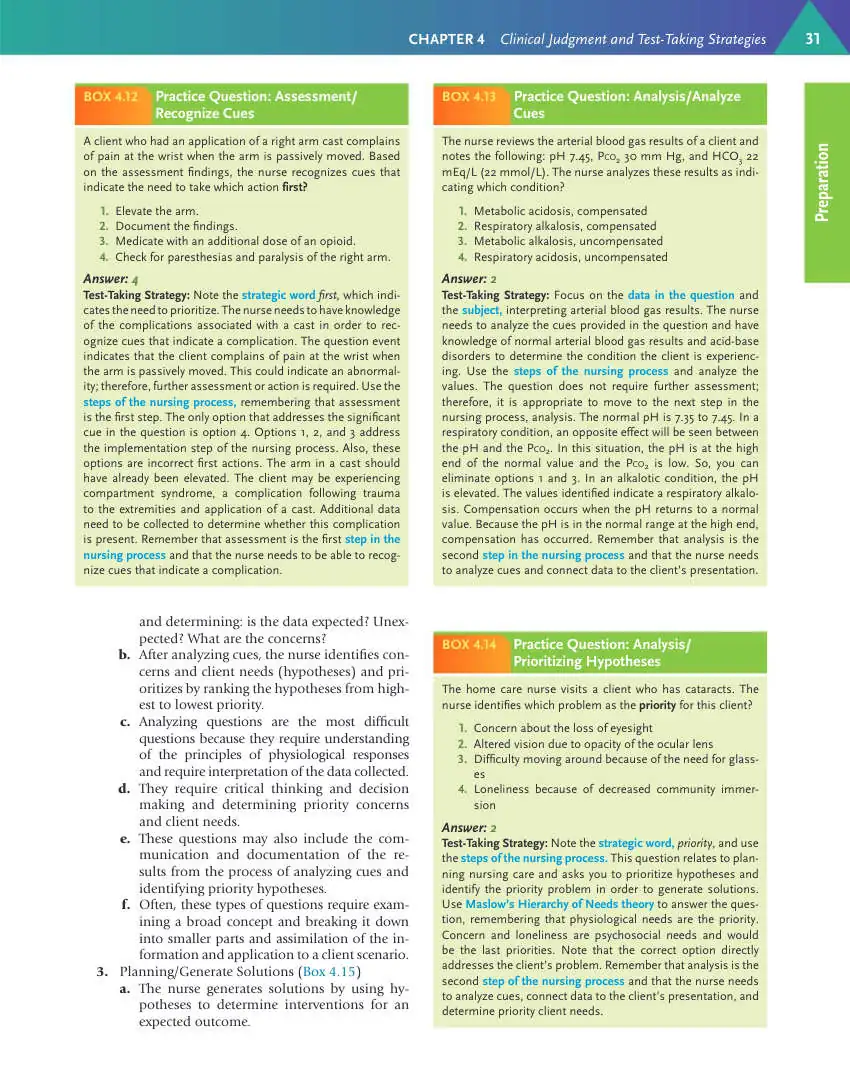 CHAPTER 4 Clinical Judgment and Test-Taking Strategies 31
Preparation
BOX 4.12 Practice Question: Assessment/
Recognize Cues
A client who had an application of a right arm cast complains
of pain at the wrist when the arm is passively moved. Based
on the assessment findings, the nurse recognizes cues that
indicate the need to take which action first?
1. Elevate the arm.
2. Document the findings.
3. Medicate with an additional dose of an opioid.
4. Check for paresthesias and paralysis of the right arm.
Answer: 4
Test-Taking Strategy: Note the strategic word first, which indi-
cates the need to prioritize. The nurse needs to have knowledge
of the complications associated with a cast in order to rec-
ognize cues that indicate a complication. The question event
indicates that the client complains of pain at the wrist when
the arm is passively moved. This could indicate an abnormal-
ity; therefore, further assessment or action is required. Use the
steps of the nursing process, remembering that assessment
is the first step. The only option that addresses the significant
cue in the question is option 4. Options 1, 2, and 3 address
the implementation step of the nursing process. Also, these
options are incorrect first actions. The arm in a cast should
have already been elevated. The client may be experiencing
compartment syndrome, a complication following trauma
to the extremities and application of a cast. Additional data
need to be collected to determine whether this complication
is present. Remember that assessment is the first step in the
nursing process and that the nurse needs to be able to recog-
nize cues that indicate a complication.
and determining: is the data expected? Unex-
pected? What are the concerns?
b. After analyzing cues, the nurse identifies con-
cerns and client needs (hypotheses) and pri-
oritizes by ranking the hypotheses from high-
est to lowest priority.
c. Analyzing questions are the most difficult
questions because they require understanding
of the principles of physiological responses
and require interpretation of the data collected.
d. They require critical thinking and decision
making and determining priority concerns
and client needs.
e. These questions may also include the com-
munication and documentation of the re-
sults from the process of analyzing cues and
identifying priority hypotheses.
f. Often, these types of questions require exam-
ining a broad concept and breaking it down
into smaller parts and assimilation of the in-
formation and application to a client scenario.
3. Planning/Generate Solutions (Box 4.15)
a. The nurse generates solutions by using hy-
potheses to determine interventions for an
expected outcome.
BOX 4.13 Practice Question: Analysis/Analyze
Cues
The nurse reviews the arterial blood gas results of a client and
notes the following: pH 7.45, PCO₂ 30 mm Hg, and HCO₃ 22
mEq/L (22 mmol/L). The nurse analyzes these results as indi-
cating which condition?
1. Metabolic acidosis, compensated
2. Respiratory alkalosis, compensated
3. Metabolic alkalosis, uncompensated
4. Respiratory acidosis, uncompensated
Answer: 2
Test-Taking Strategy: Focus on the data in the question and
the subject, interpreting arterial blood gas results. The nurse
needs to analyze the cues provided in the question and have
knowledge of normal arterial blood gas results and acid-base
disorders to determine the condition the client is experienc-
ing. Use the steps of the nursing process and analyze the
values. The question does not require further assessment;
therefore, it is appropriate to move to the next step in the
nursing process, analysis. The normal pH is 7.35 to 7.45. In a
respiratory condition, an opposite effect will be seen between
the pH and the PCO₂. In this situation, the pH is at the high
end of the normal value and the PCO₂ is low. So, you can
eliminate options 1 and 3. In an alkalotic condition, the pH
is elevated. The values identified indicate a respiratory alkalo-
sis. Compensation occurs when the pH returns to a normal
value. Because the pH is in the normal range at the high end,
compensation has occurred. Remember that analysis is the
second step in the nursing process and that the nurse needs
to analyze cues and connect data to the client's presentation.
BOX 4.14 Practice Question: Analysis/
Prioritizing Hypotheses
The home care nurse visits a client who has cataracts. The
nurse identifies which problem as the priority for this client?
1. Concern about the loss of eyesight
2. Altered vision due to opacity of the ocular lens
3. Difficulty moving around because of the need for glass-
es
4. Loneliness because of decreased community immer-
sion
Answer: 2
Test-Taking Strategy: Note the strategic word, priority, and use
the steps of the nursing process. This question relates to plan-
ning nursing care and asks you to prioritize hypotheses and
identify the priority problem in order to generate solutions.
Use Maslow's Hierarchy of Needs theory to answer the ques-
tion, remembering that physiological needs are the priority.
Concern and loneliness are psychosocial needs and would
be the last priorities. Note that the correct option directly
addresses the client's problem. Remember that analysis is the
second step of the nursing process and that the nurse needs
to analyze cues, connect data to the client's presentation, and
determine priority client needs.